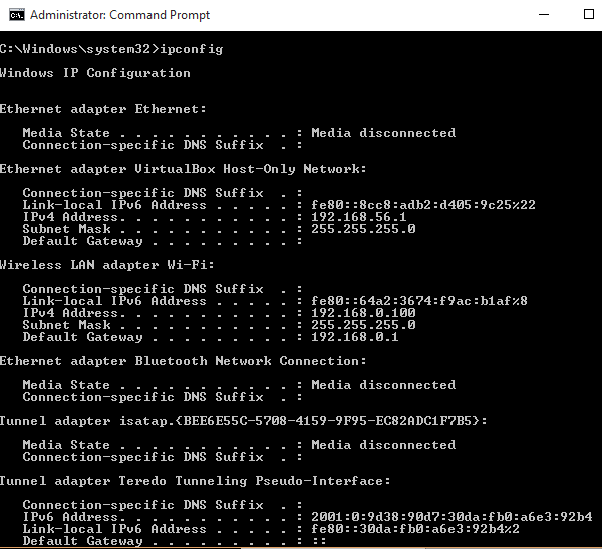 Administrator: Command Prompt
C:\Windows\system32>ipconfig
Windows IP Configuration
Ethernet adapter Ethernet:
Media State . . . . . . . . . . . : Media disconnected
Connection-specific DNS Suffix  . :
Ethernet adapter VirtualBox Host-Only Network:
Connection-specific DNS Suffix  . :
Link-local IPv6 Address . . . . . : fe80::8cc8:adb2:d405:9c25%22
IPv4 Address. . . . . . . . . . . : 192.168.56.1
Subnet Mask . . . . . . . . . . . : 255.255.255.0
Default Gateway . . . . . . . . . :
Wireless LAN adapter Wi-Fi:
Connection-specific DNS Suffix  . :
Link-local IPv6 Address . . . . . : fe80::64a2:3674:f9ac:b1af%8
IPv4 Address. . . . . . . . . . . : 192.168.0.100
Subnet Mask . . . . . . . . . . . : 255.255.255.0
Default Gateway . . . . . . . . . : 192.168.0.1
Ethernet adapter Bluetooth Network Connection:
Media State . . . . . . . . . . . : Media disconnected
Connection-specific DNS Suffix  . :
Tunnel adapter isatap.{BEE6E55C-5708-4159-9F95-EC82ADC1F7B5}:
Media State . . . . . . . . . . . : Media disconnected
Connection-specific DNS Suffix  . :
Tunnel adapter Teredo Tunneling Pseudo-Interface:
Connection-specific DNS Suffix  . :
IPv6 Address. . . . . . . . . . . : 2001:0:9d38:90d7:30da:fb0:a6e3:92b4
Link-local IPv6 Address . . . . . : fe80::30da:fb0:a6e3:92b4%2
Default Gateway . . . . . . . . . : ::